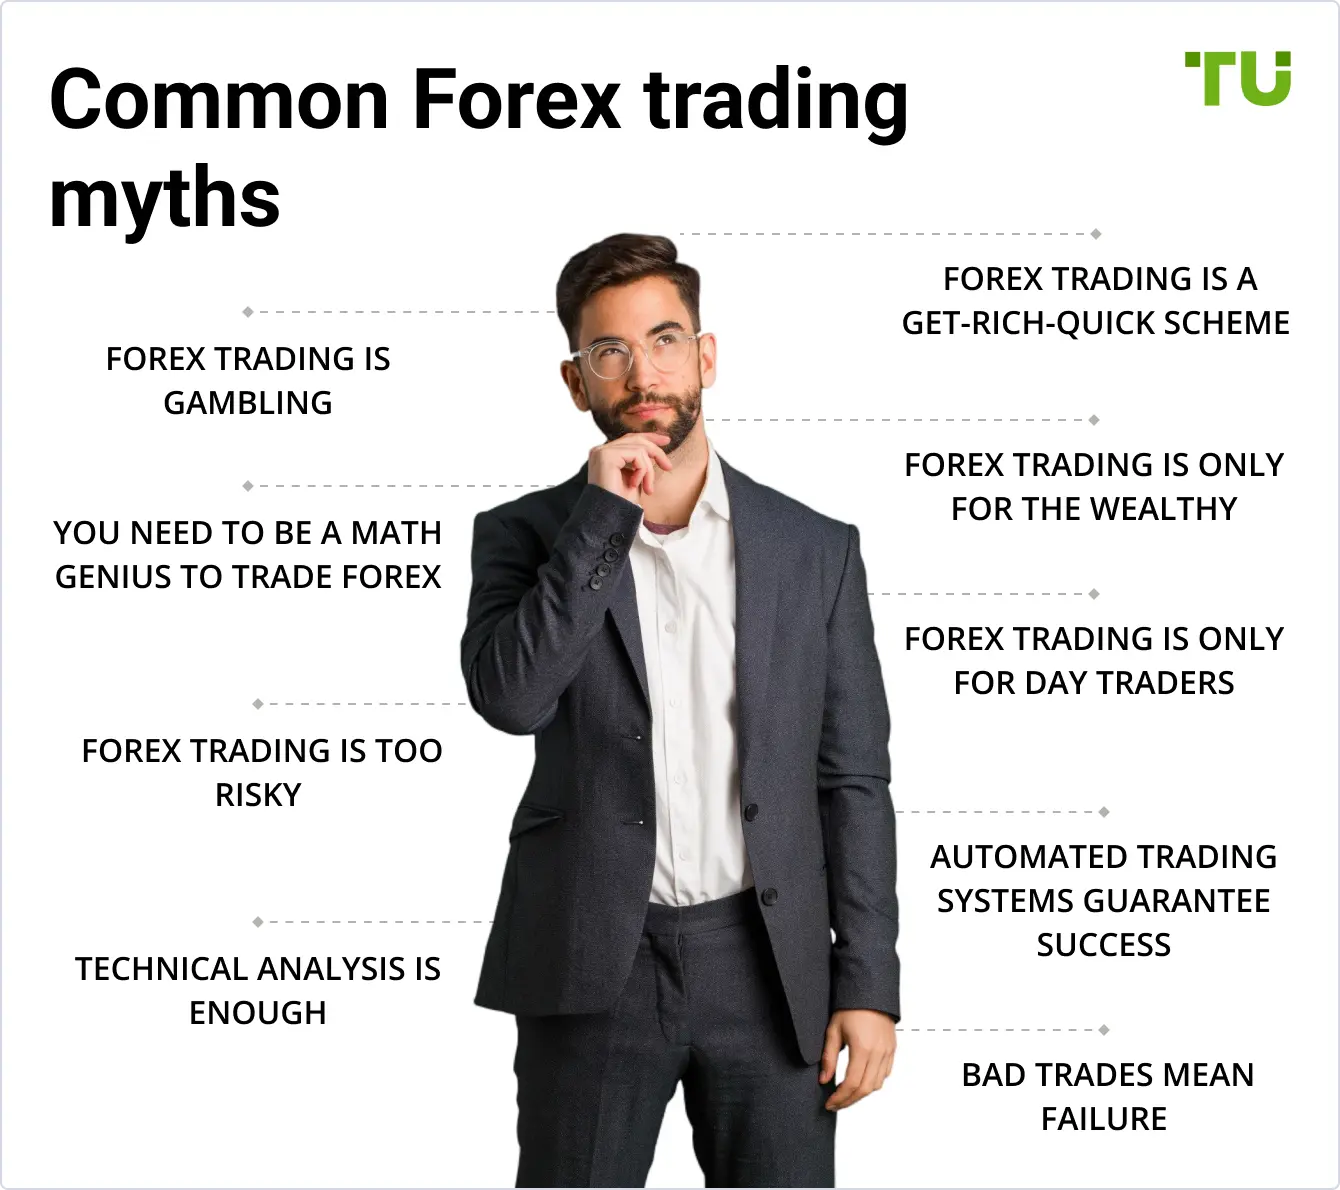 Common Forex trading
myths
TU
FOREX TRADING IS
GAMBLING
YOU NEED TO BE A MATH
GENIUS TO TRADE FOREX
FOREX TRADING IS TOO
RISKY
TECHNICAL ANALYSIS IS
ENOUGH
FOREX TRADING IS A
GET-RICH-QUICK SCHEME
FOREX TRADING IS ONLY
FOR THE WEALTHY
FOREX TRADING IS ONLY
FOR DAY TRADERS
AUTOMATED TRADING
SYSTEMS GUARANTEE
SUCCESS
BAD TRADES MEAN
FAILURE